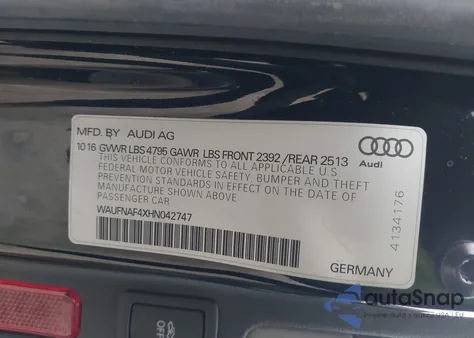 MFD. BY AUDI AG
10 16 GVWR LBS 4795 GAWR LBS FRONT 2392/REAR 2513
THIS VEHICLE CONFORMS TO ALL APPLICABLE U.S
FEDERAL MOTOR VEHICLE SAFETY, BUMPER AND THEFT
PREVENTION STANDARDS IN EFFECT ON THE DATE OF
MANUFACTURE SHOWN ABOVE
PASSENGER CAR
WAUFNAF4XHN042747
Audi
4134176
GERMANY
OFF
autoSnap